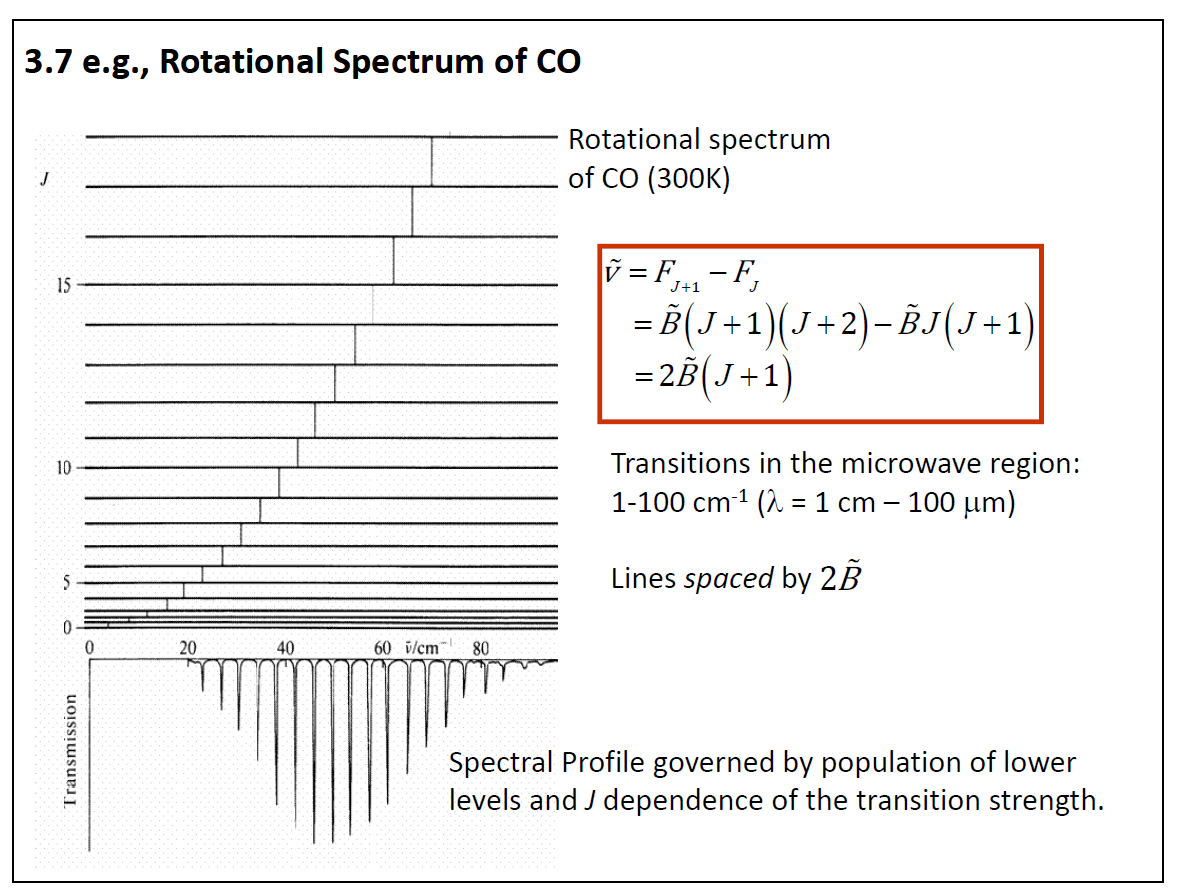 3.7 e.g., Rotational Spectrum of CO
Rotational spectrum
of CO (300K)
J
15
10
5
0
ṽ = F_{J+1} − F_J
= B̃(J+1)(J+2) − B̃J(J+1)
= 2B̃(J+1)
Transitions in the microwave region:
1-100 cm⁻¹ (λ = 1 cm – 100 μm)
Lines spaced by 2B̃
0 20 40 60 ṽ/cm⁻¹ 80
Transmission
Spectral Profile governed by population of lower
levels and J dependence of the transition strength.